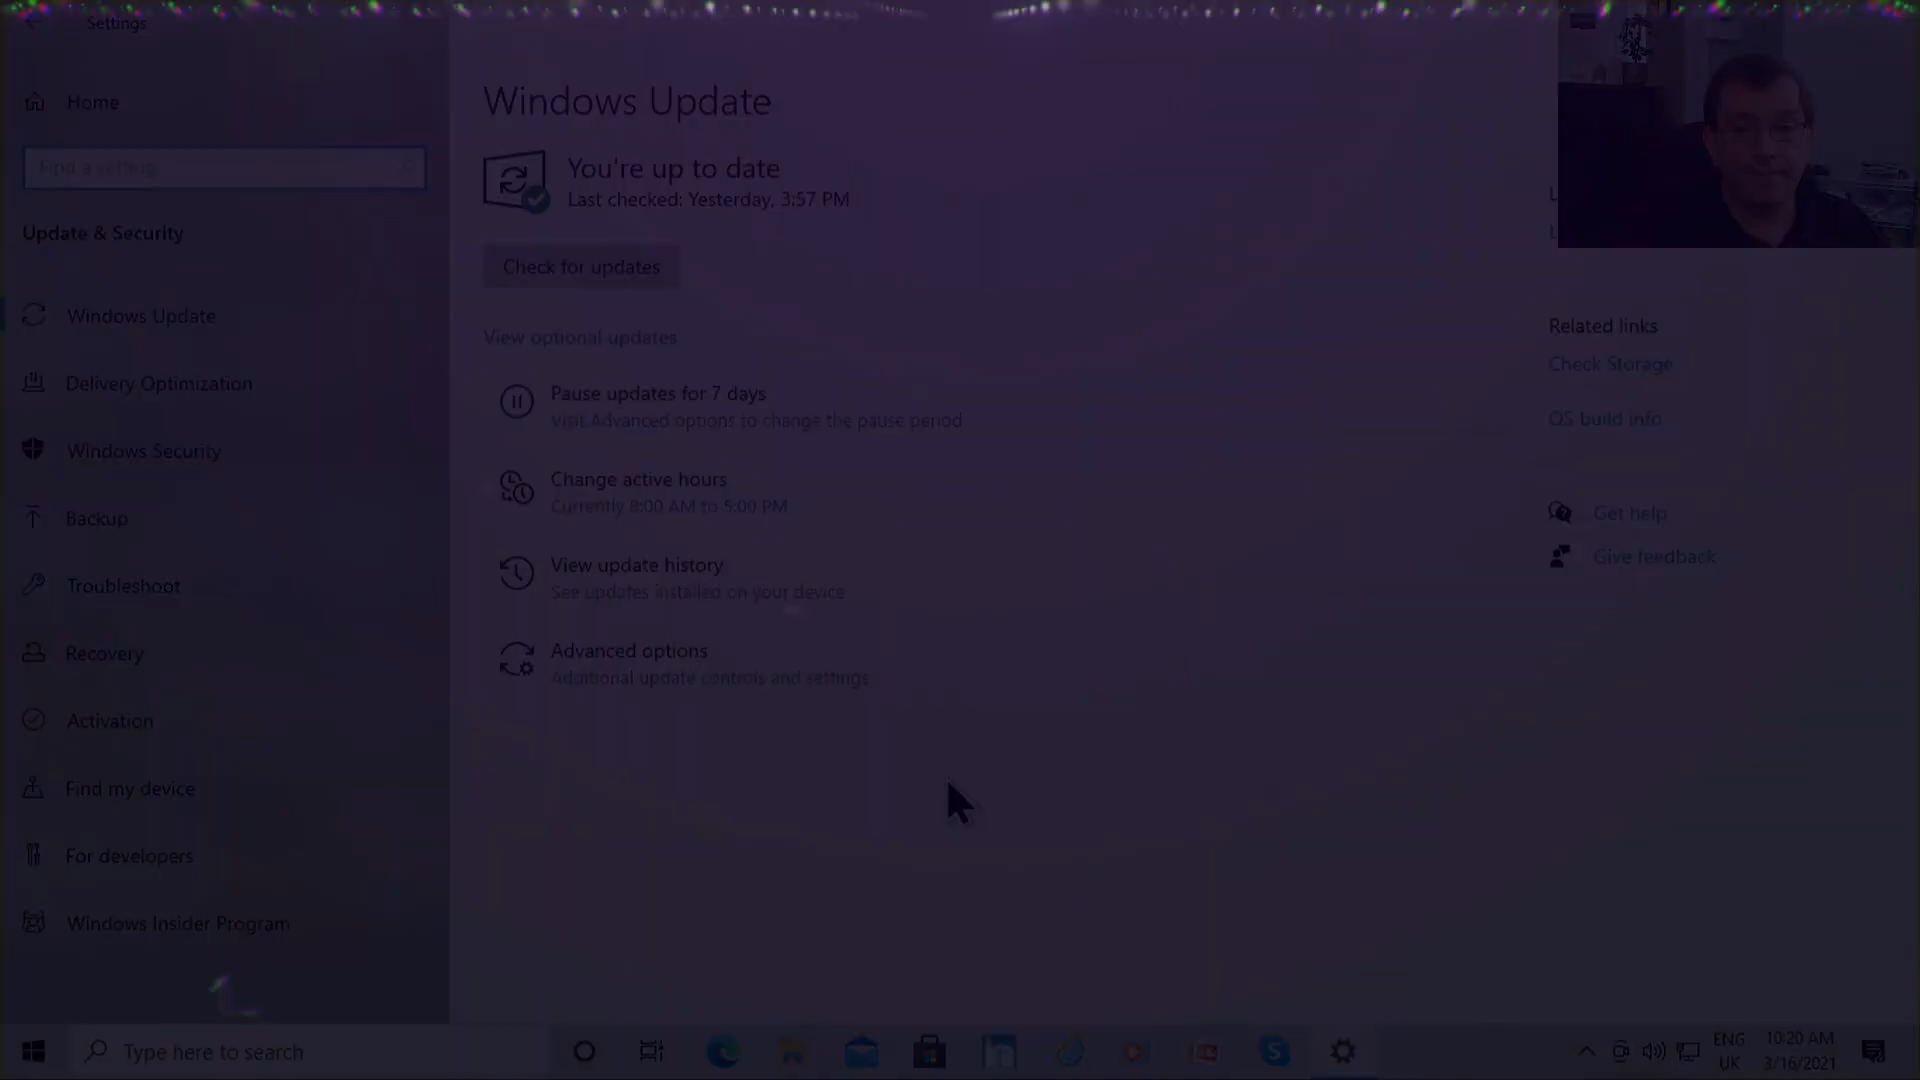 Settings
Home
Find a setting
Update & Security
Windows Update
Delivery Optimization
Windows Security
Backup
Troubleshoot
Recovery
Activation
Find my device
For developers
Windows Insider Program
Windows Update
You're up to date
Last checked: Yesterday, 3:57 PM
Check for updates
View optional updates
Pause updates for 7 days
Visit Advanced options to change the pause period
Change active hours
Currently 8:00 AM to 5:00 PM
View update history
See updates installed on your device
Advanced options
Additional update controls and settings
L
L
Related links
Check Storage
OS build info
Get help
Give feedback
Type here to search
ENG
UK
10:20 AM
3/16/2021